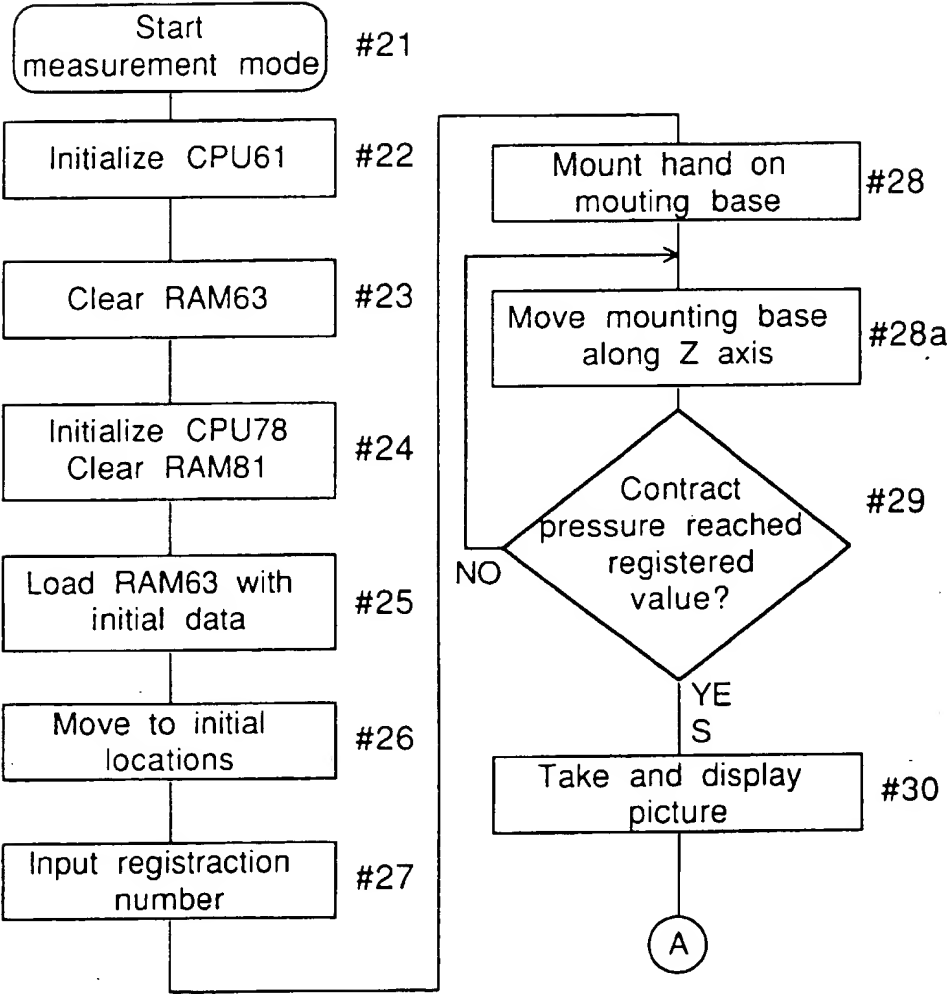 Start
measurement mode
#21
Initialize CPU61
#22
Clear RAM63
#23
Initialize CPU78
Clear RAM81
#24
Load RAM63 with
initial data
#25
Move to initial
locations
#26
Input registraction
number
#27
Mount hand on
mouting base
#28
Move mounting base
along Z axis
#28a
Contract
pressure reached
registered
value?
#29
NO
YE
S
Take and display
picture
#30
A